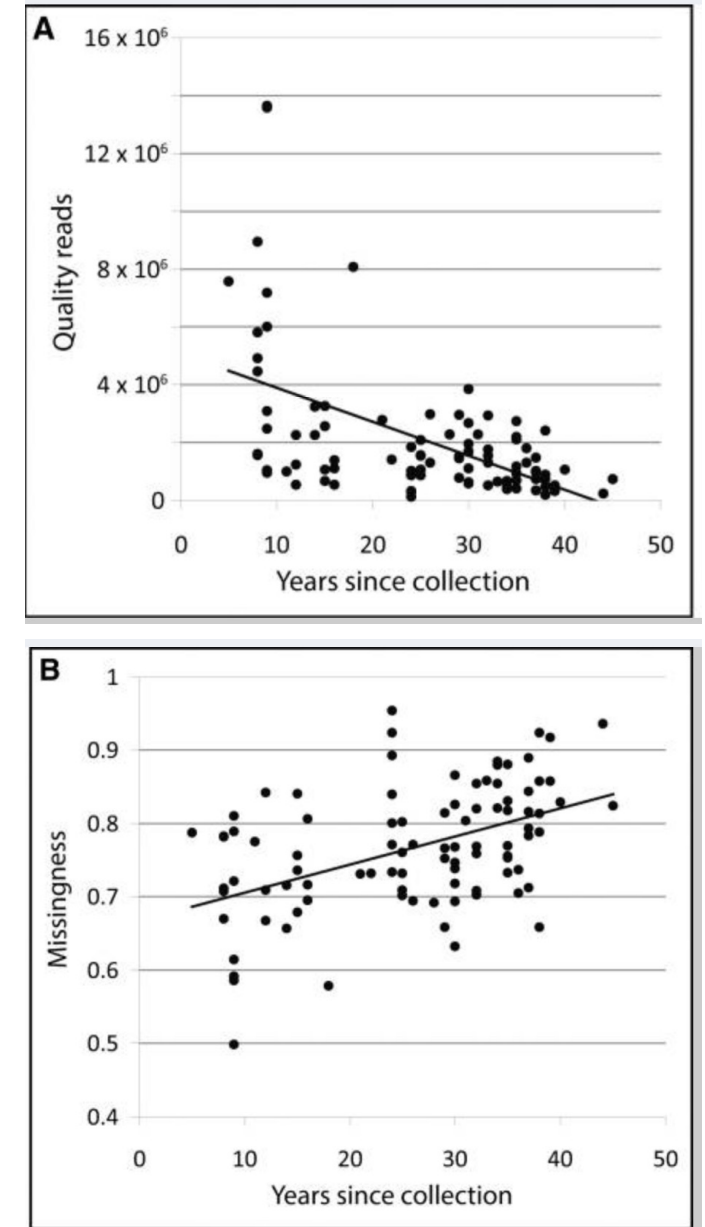 A
16 x 10⁶
12 x 10⁶
8 x 10⁶
4 x 10⁶
0
Quality reads
0 10 20 30 40 50
Years since collection
B
1
0.9
0.8
0.7
0.6
0.5
0.4
Missingness
0 10 20 30 40 50
Years since collection